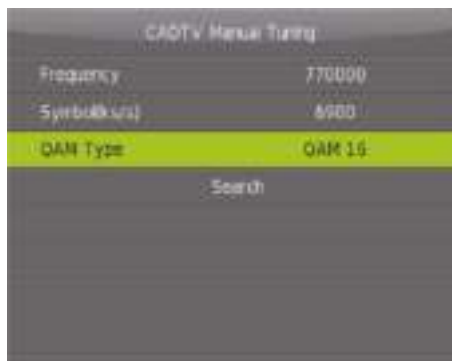 CADTV Manual Tuning
Frequency 770000
Symbol(ks/s) 6900
QAM Type QAM 16
Search